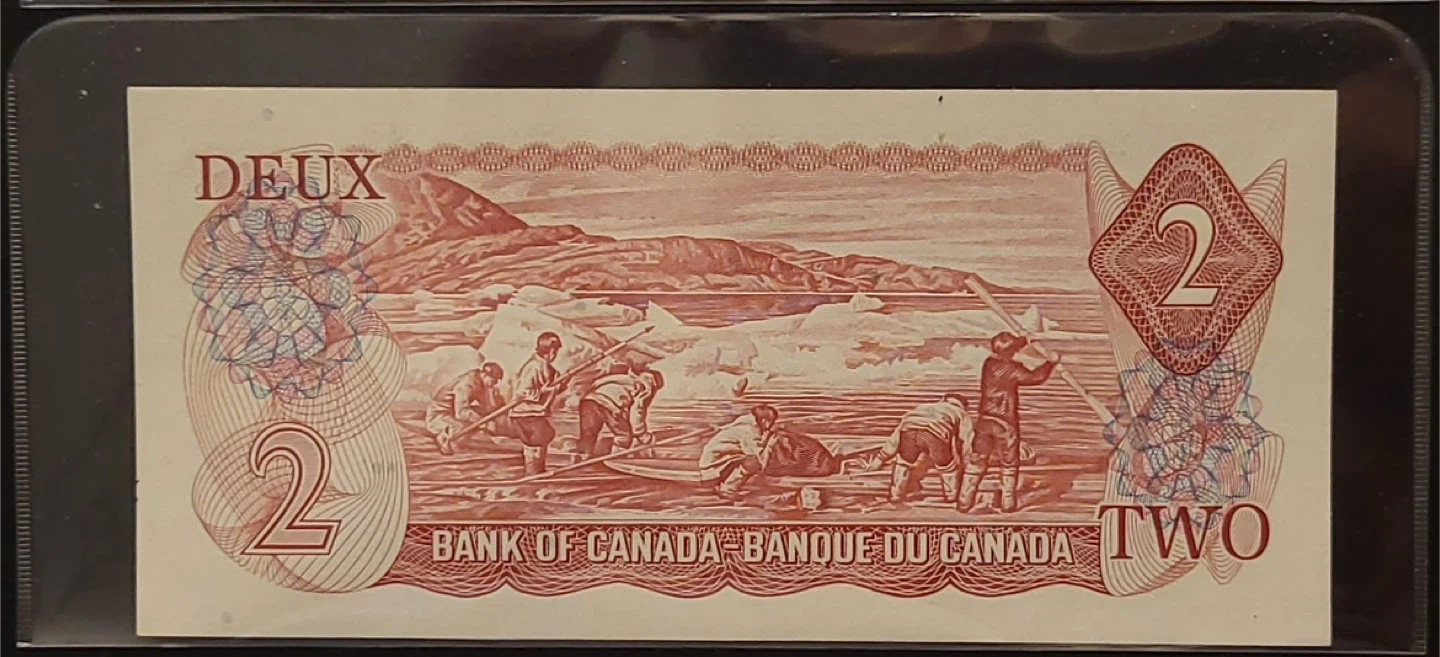 DEUX
2
2
BANK OF CANADA-BANQUE DU CANADA
TWO